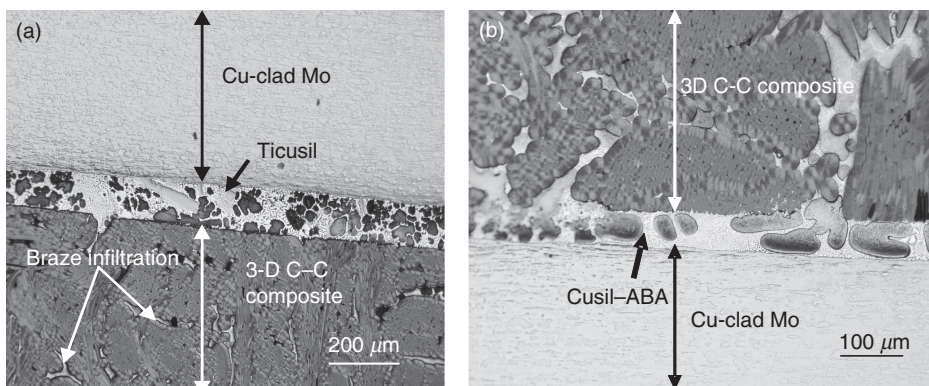 (a)
Cu-clad Mo
Ticusil
Braze infiltration
3-D C–C
composite
200 μm
(b)
3D C-C composite
Cusil–ABA
Cu-clad Mo
100 μm